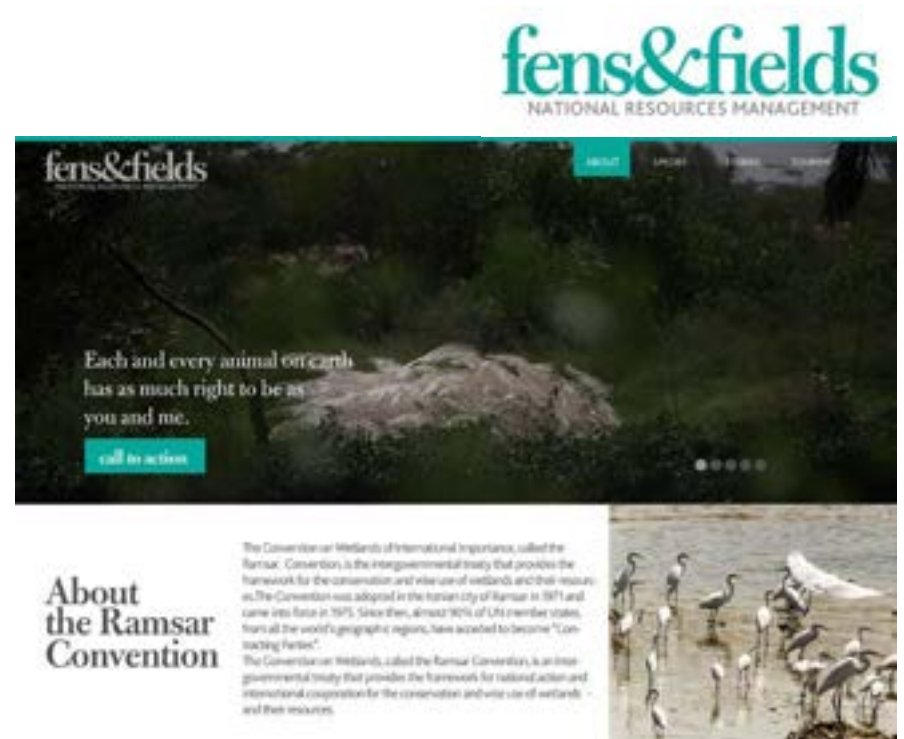 fens&fields
NATIONAL RESOURCES MANAGEMENT
fens&fields
NATIONAL RESOURCES MANAGEMENT
ABOUT
STORIES
TOURISM
Each and every animal on earth
has as much right to be as
you and me.
call to action
About
the Ramsar
Convention
The Convention on Wetlands of International Importance, called the
Ramsar Convention, is the intergovernmental treaty that provides the
framework for the conservation and wise use of wetlands and their resourc-
es.The Convention was adopted in the Iranian city of Ramsar in 1971 and
came into force in 1975. Since then, almost 90% of UN member states,
from all the world's geographic regions, have acceded to become "Con-
tracting Parties".
The Convention on Wetlands, called the Ramsar Convention, is an inter-
governmental treaty that provides the framework for national action and
international cooperation for the conservation and wise use of wetlands -
and their resources.